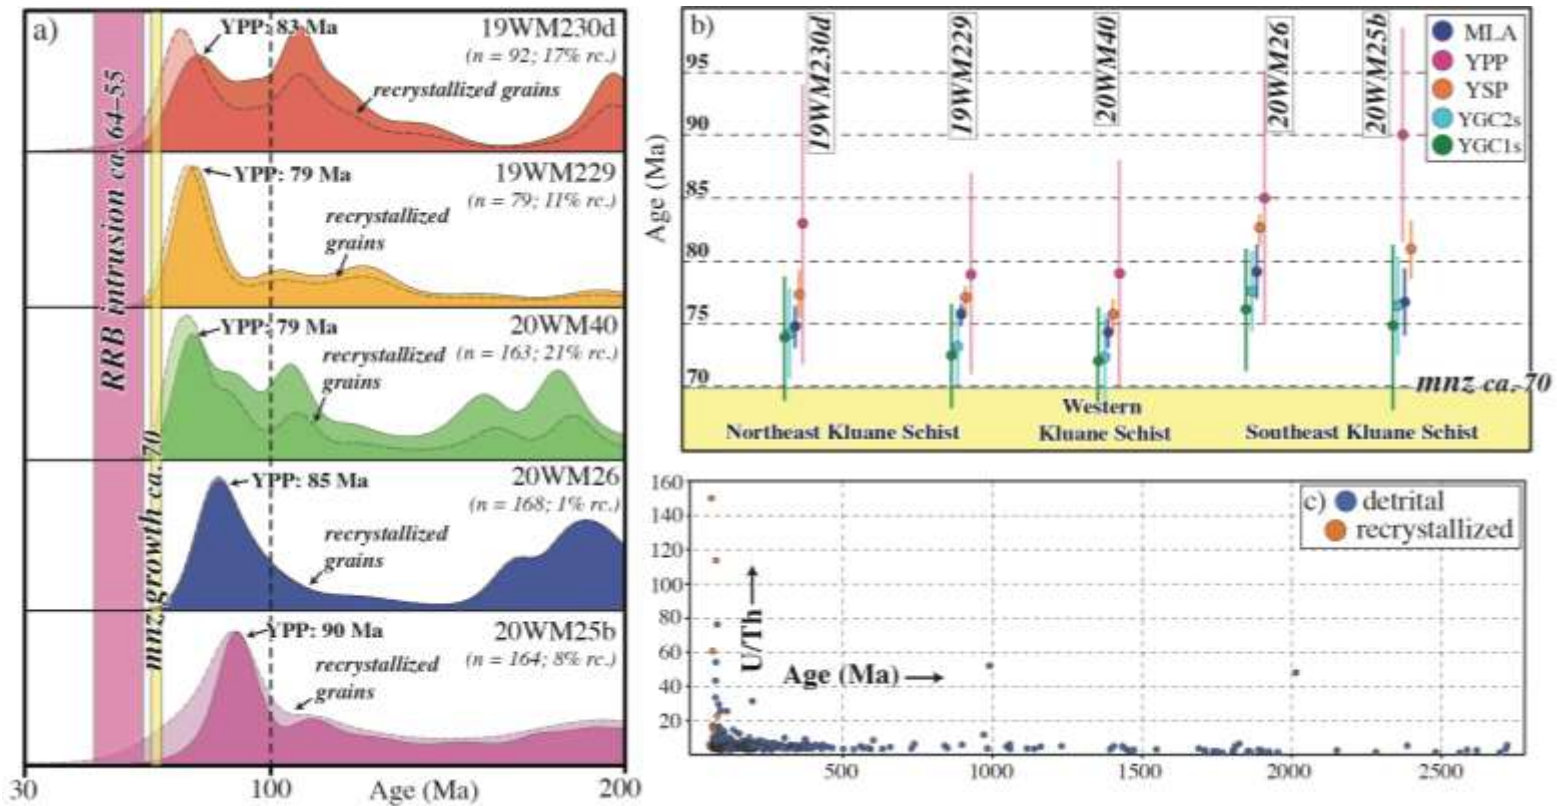 a)
YPP: 83 Ma
19WM230d
(n = 92; 17% rc.)
recrystallized grains
YPP: 79 Ma
19WM229
(n = 79; 11% rc.)
recrystallized
grains
YPP: 79 Ma
20WM40
(n = 163; 21% rc.)
recrystallized
grains
YPP: 85 Ma
20WM26
(n = 168; 1% rc.)
recrystallized
grains
YPP: 90 Ma
20WM25b
(n = 164; 8% rc.)
recrystallized
grains
RRB intrusion ca. 64–55
mnz growth ca. 70
30
100
Age (Ma)
200
b)
19WM230d
19WM229
20WM40
20WM26
20WM25b
MLA
YPP
YSP
YGC2s
YGC1s
Age (Ma)
95
90
85
80
75
70
mnz ca. 70
Northeast Kluane Schist
Western
Kluane Schist
Southeast Kluane Schist
c)
detrital
recrystallized
160
140
120
100
80
60
40
20
U/Th
Age (Ma)
500
1000
1500
2000
2500